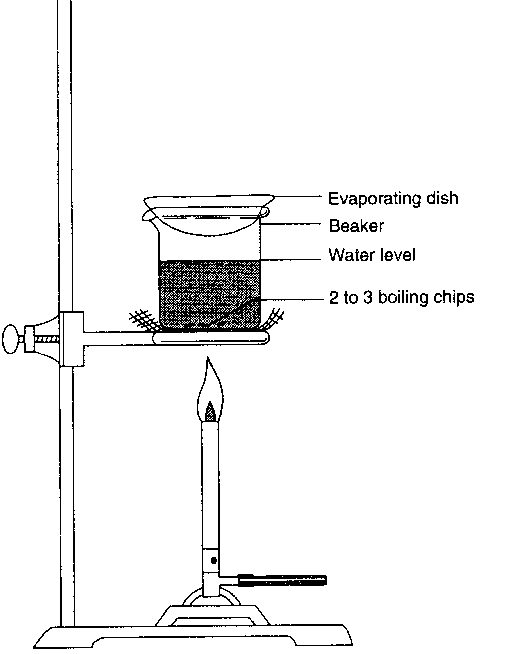 Evaporating dish
Beaker
Water level
2 to 3 boiling chips